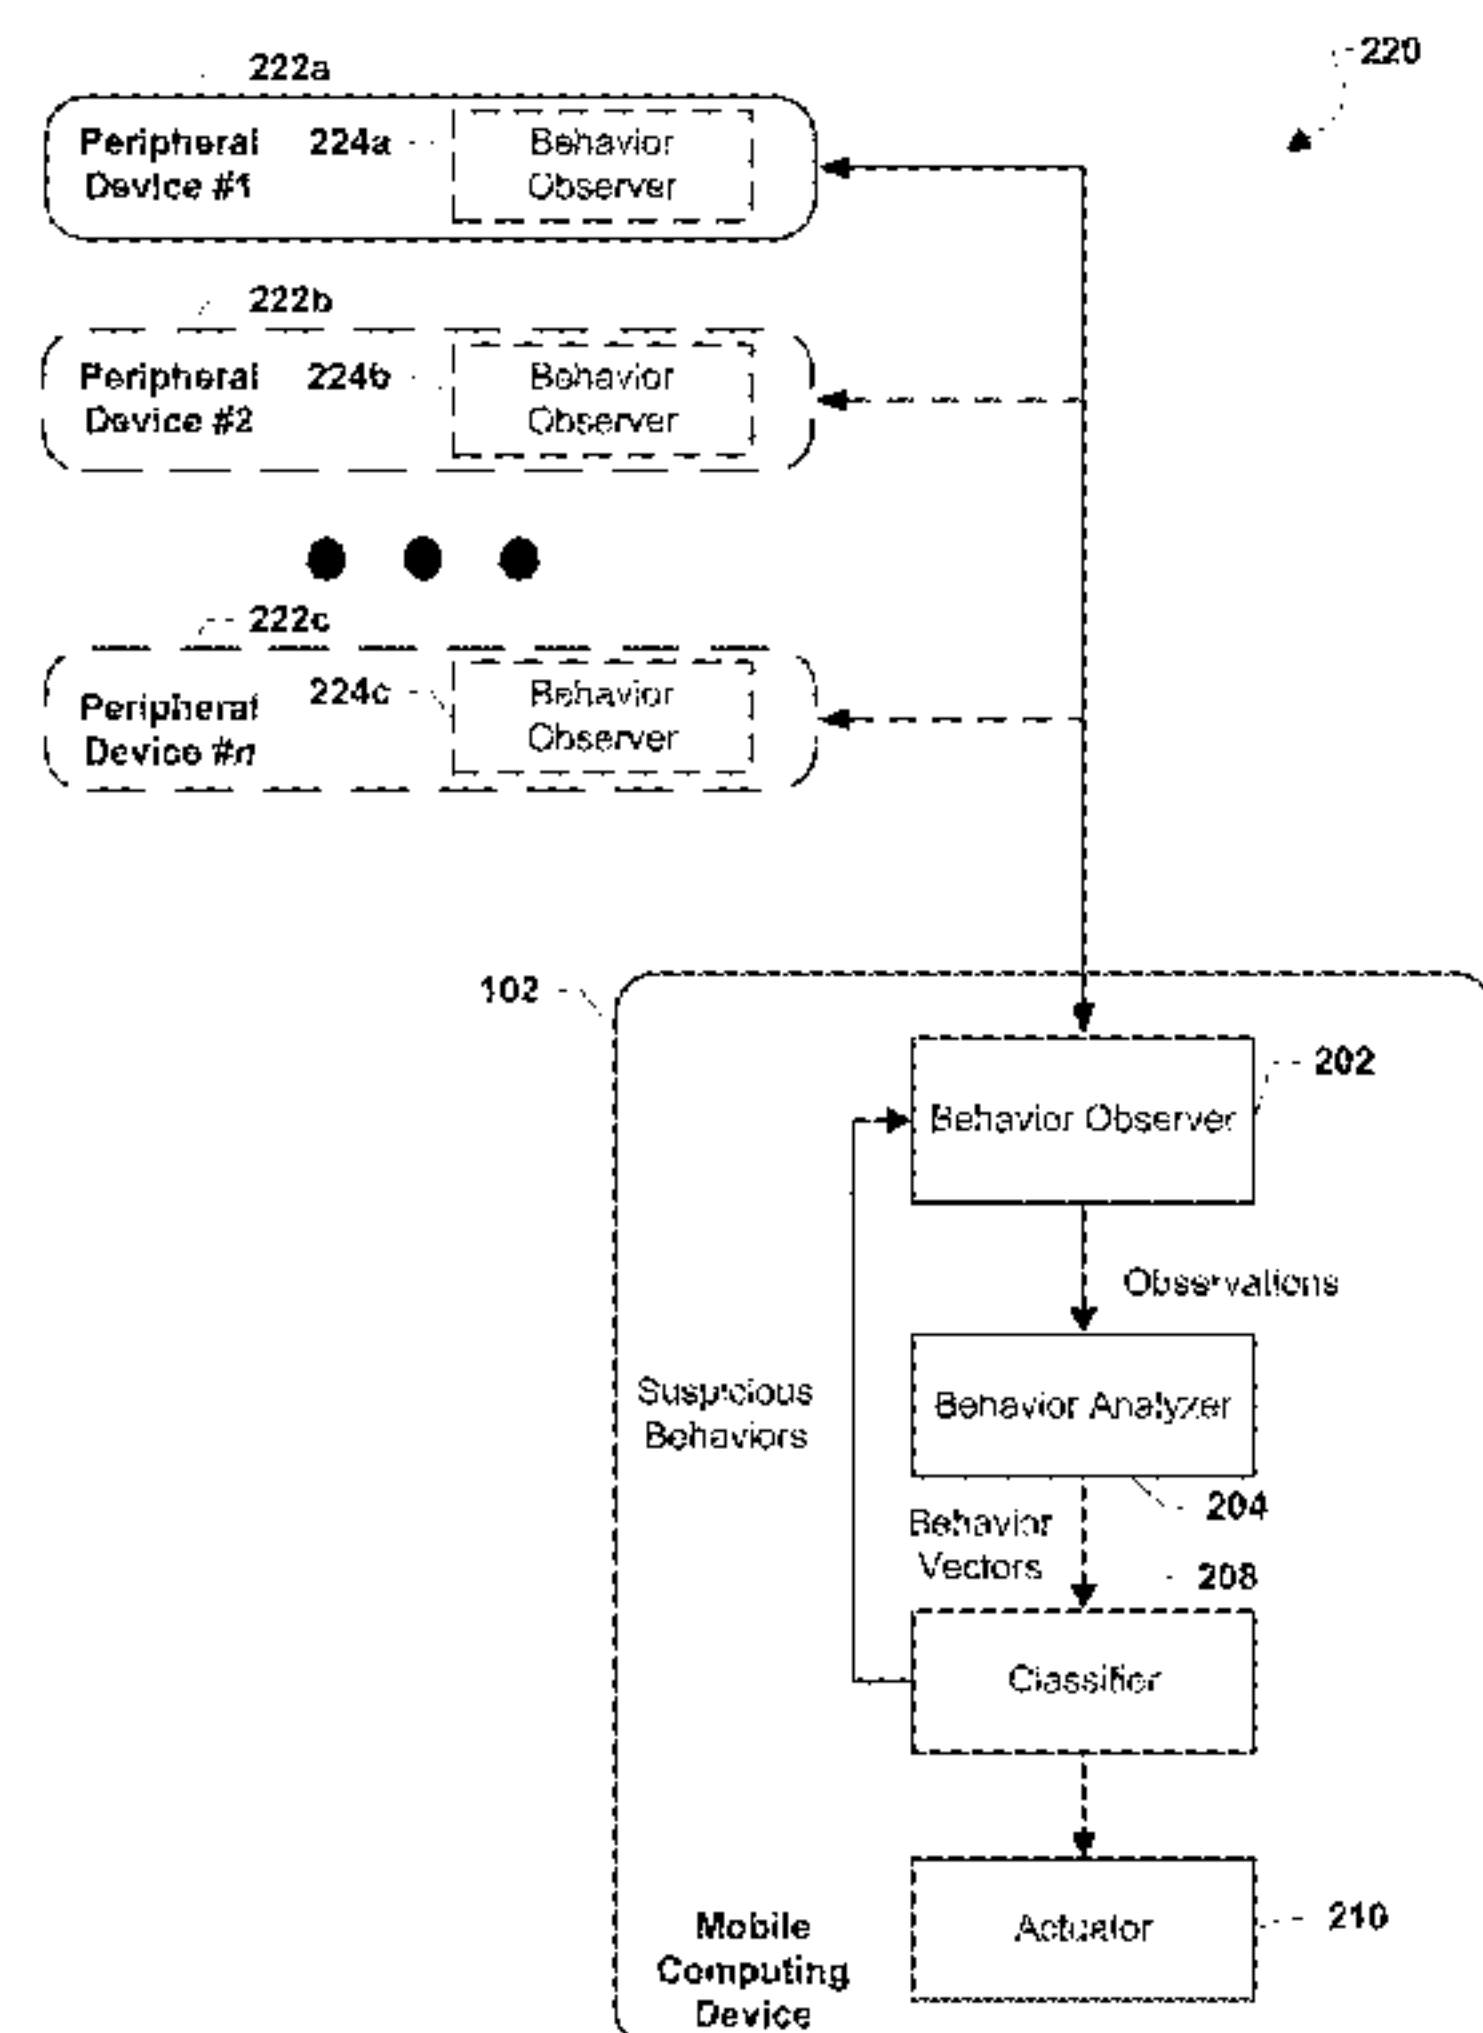 220
222a
Peripheral
Device #1
224a
Behavior
Observer
222b
Peripheral
Device #2
224b
Behavior
Observer
222c
Peripheral
Device #n
224c
Behavior
Observer
102
202
Behavior Observer
Observations
Suspicious
Behaviors
Behavior Analyzer
204
Behavior
Vectors
208
Classifier
Actuator
210
Mobile
Computing
Device